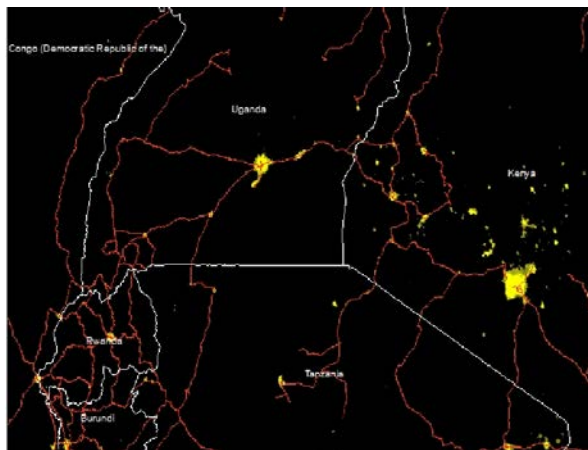 Congo (Democratic Republic of the)
Uganda
Kenya
Rwanda
Tanzania
Burundi